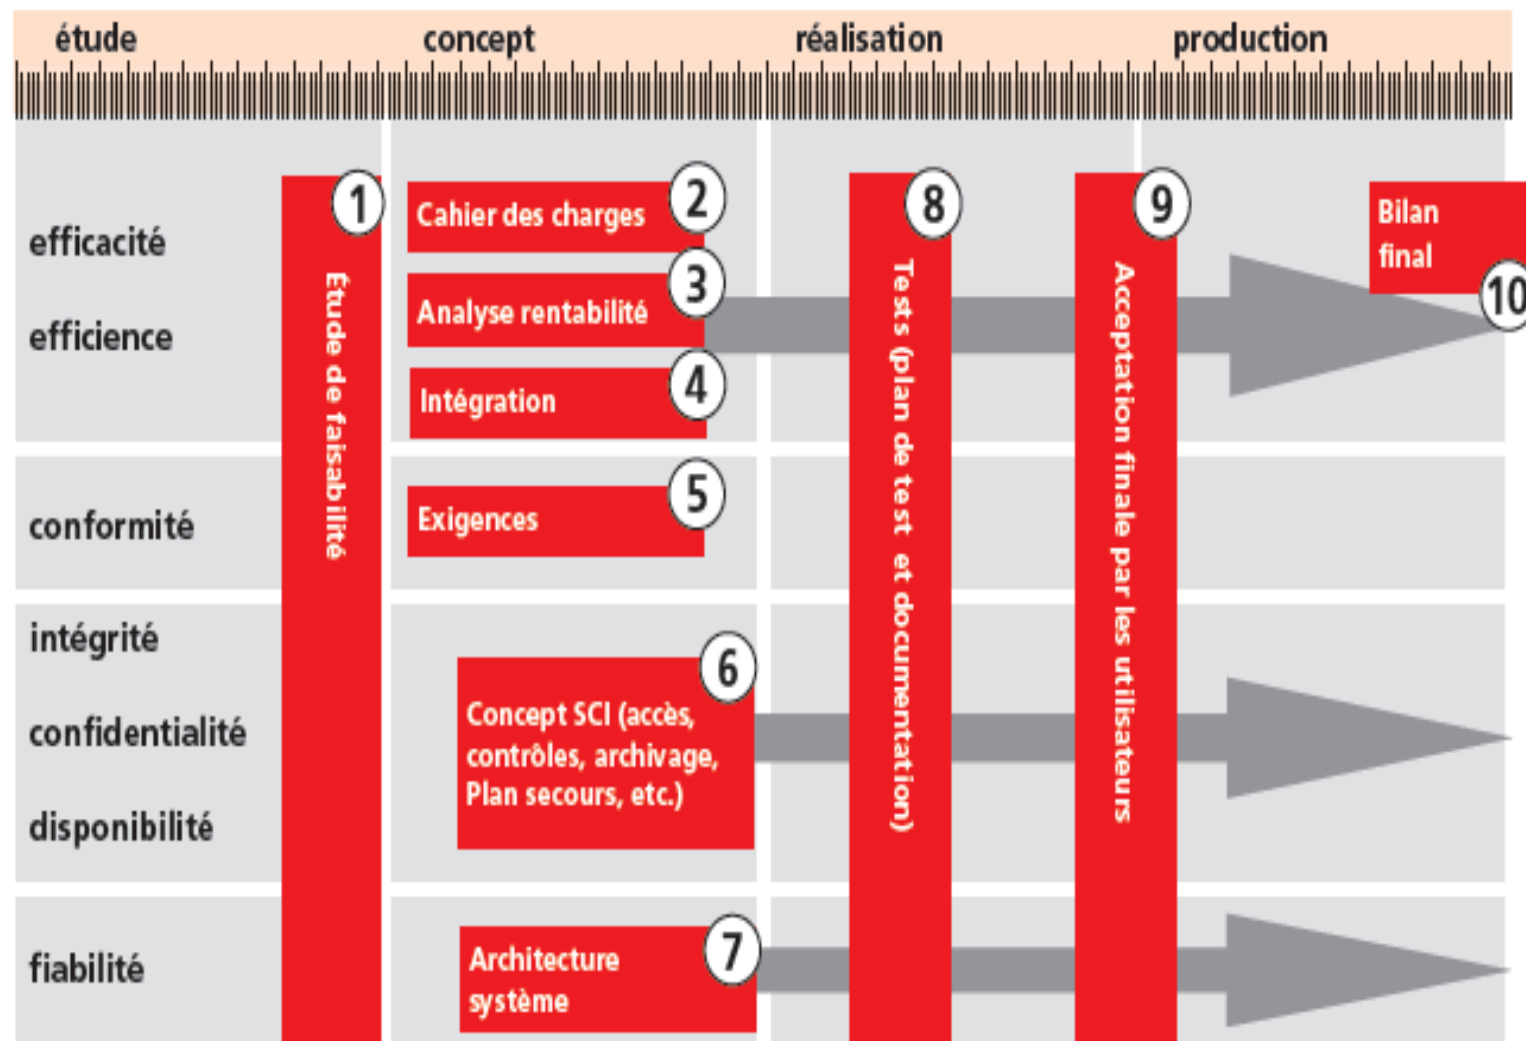 étude concept réalisation production
1
Étude de faisabilité
efficacité
efficience
2
Cahier des charges
3
Analyse rentabilité
4
Intégration
conformité
5
Exigences
intégrité
confidentialité
disponibilité
6
Concept SCI (accès,
contrôles, archivage,
Plan secours, etc.)
fiabilité
7
Architecture
système
8
Tests (plan de test et documentation)
9
Acceptation finale par les utilisateurs
Bilan
final
10